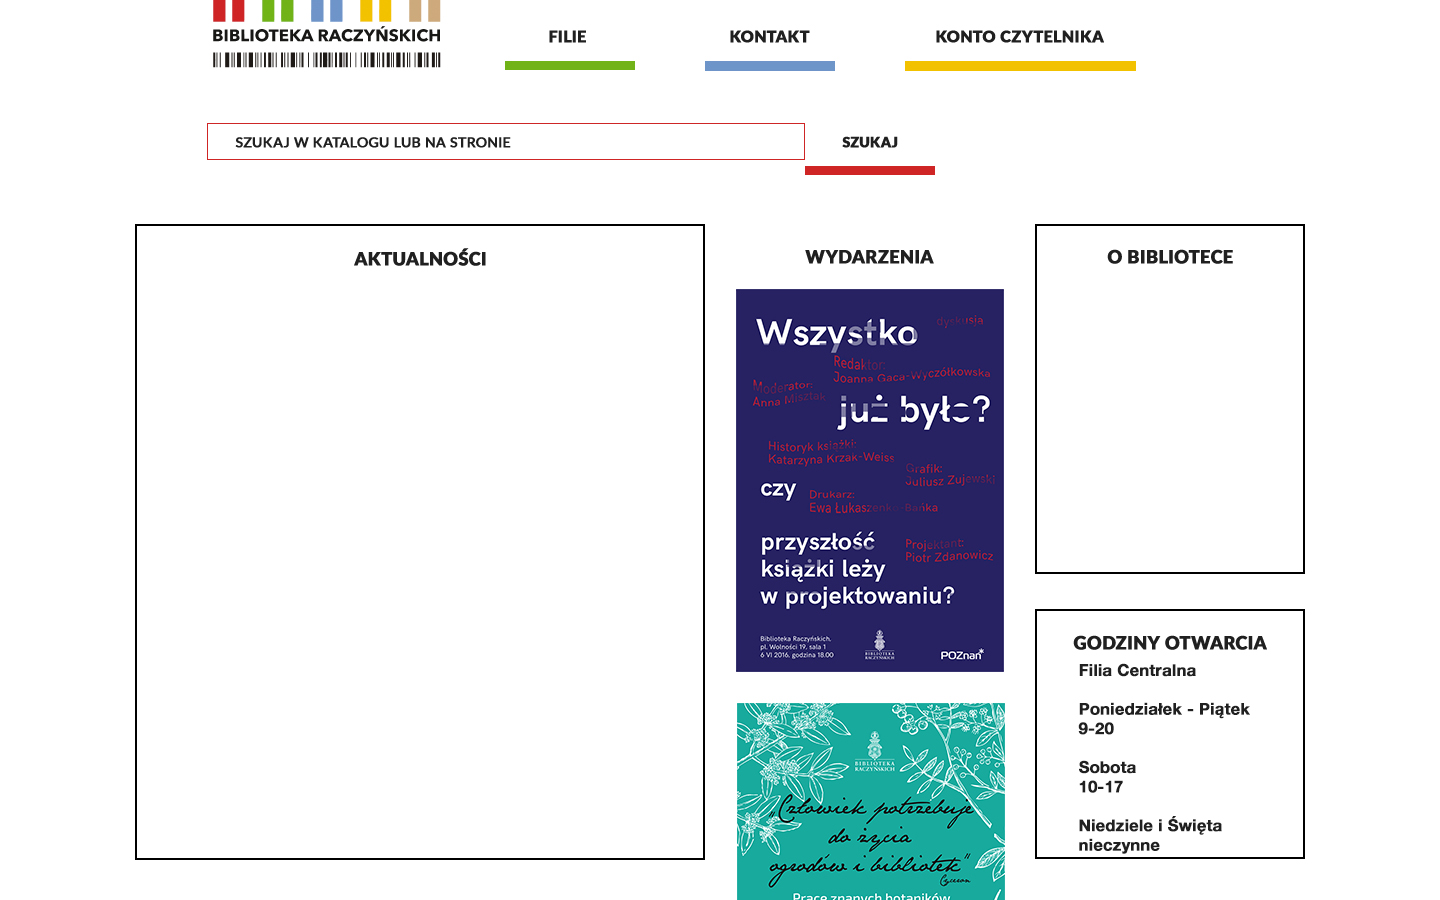 BIBLIOTEKA RACZYŃSKICH
FILIE
KONTAKT
KONTO CZYTELNIKA
SZUKAJ W KATALOGU LUB NA STRONIE
SZUKAJ
AKTUALNOŚCI
WYDARZENIA
Wszystko
dyskusja
Redaktor:
Joanna Gaca-Wyczółkowska
Moderator:
Anna Misztak
już było?
Historyk książki:
Katarzyna Krzak-Weiss
Grafik:
Juliusz Zujewski
czy
Drukarz:
Ewa Łukaszenko-Bańka
przyszłość
książki leży
w projektowaniu?
Projektant:
Piotr Zdanowicz
Biblioteka Raczyńskich,
pl. Wolności 19, sala 1
6 VI 2016, godzina 18.00
BIBLIOTEKA
RACZYŃSKICH
POZnań*
BIBLIOTEKA
RACZYŃSKICH
„Człowiek potrzebuje
do życia
ogrodów i bibliotek"
Cyceron
Prace znanych botaników
O BIBLIOTECE
GODZINY OTWARCIA
Filia Centralna
Poniedziałek - Piątek
9-20
Sobota
10-17
Niedziele i Święta
nieczynne